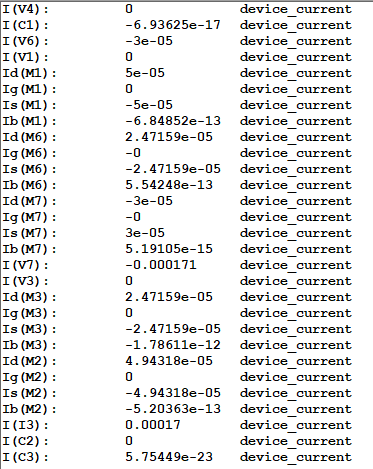 I(V4): 0 device_current
I(C1): -6.93625e-17 device_current
I(V6): -3e-05 device_current
I(V1): 0 device_current
Id(M1): 5e-05 device_current
Ig(M1): 0 device_current
Is(M1): -5e-05 device_current
Ib(M1): -6.84852e-13 device_current
Id(M6): 2.47159e-05 device_current
Ig(M6): -0 device_current
Is(M6): -2.47159e-05 device_current
Ib(M6): 5.54248e-13 device_current
Id(M7): -3e-05 device_current
Ig(M7): -0 device_current
Is(M7): 3e-05 device_current
Ib(M7): 5.19105e-15 device_current
I(V7): -0.000171 device_current
I(V3): 0 device_current
Id(M3): 2.47159e-05 device_current
Ig(M3): 0 device_current
Is(M3): -2.47159e-05 device_current
Ib(M3): -1.78611e-12 device_current
Id(M2): 4.94318e-05 device_current
Ig(M2): 0 device_current
Is(M2): -4.94318e-05 device_current
Ib(M2): -5.20363e-13 device_current
I(I3): 0.00017 device_current
I(C2): 0 device_current
I(C3): 5.75449e-23 device_current